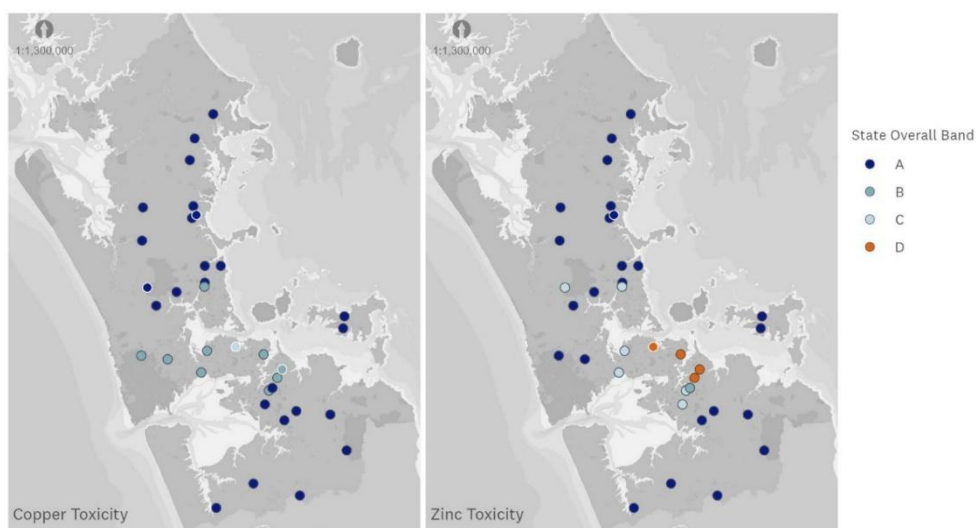 1:1,300,000
1:1,300,000
State Overall Band
A
B
C
D
Copper Toxicity
Zinc Toxicity